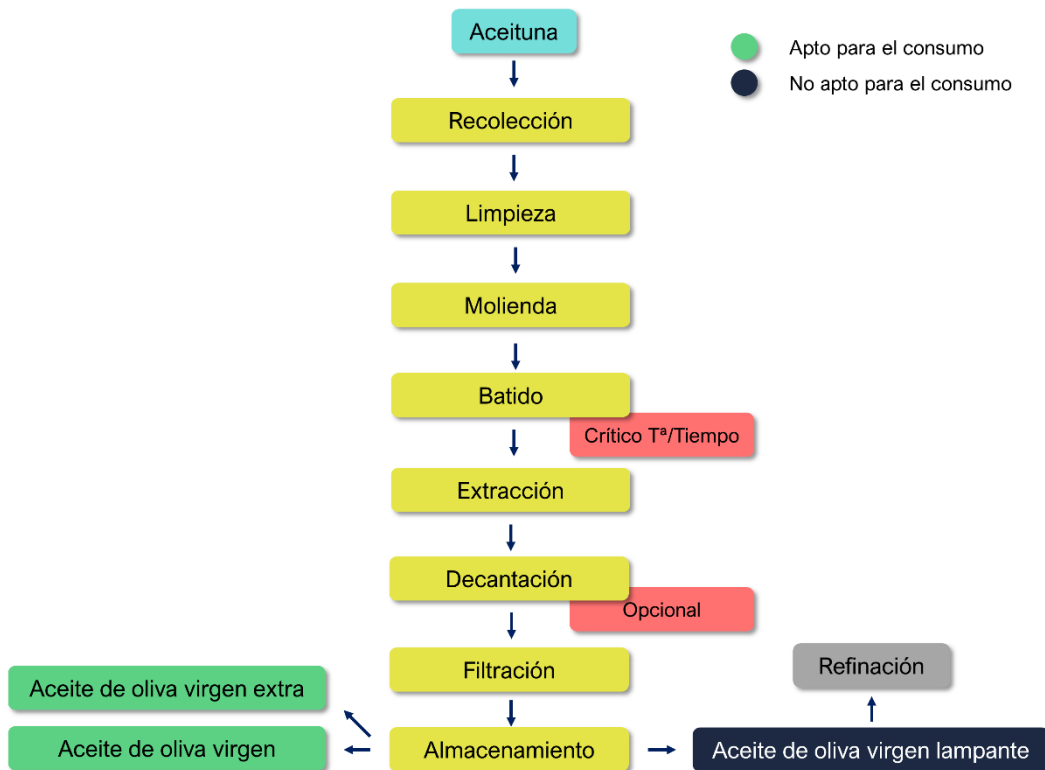 Aceituna
Apto para el consumo
No apto para el consumo
Recolección
Limpieza
Molienda
Batido
Crítico Tª/Tiempo
Extracción
Decantación
Opcional
Filtración
Refinación
Aceite de oliva virgen extra
Aceite de oliva virgen
Almacenamiento
Aceite de oliva virgen lampante